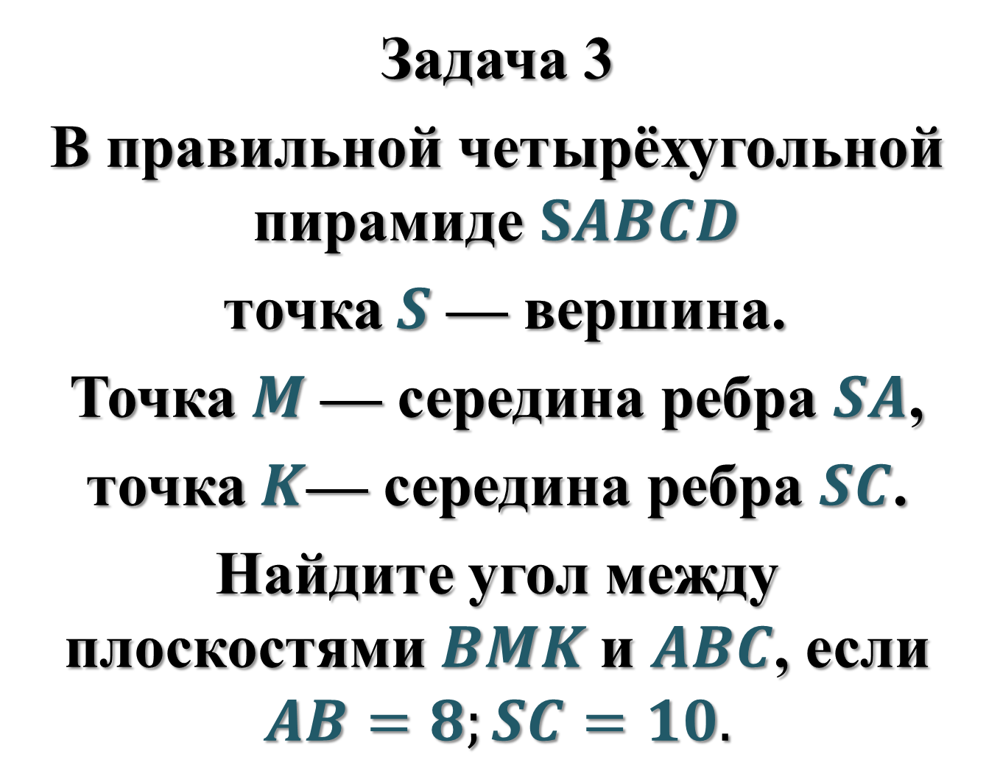 Задача 3
В правильной четырёхугольной
пирамиде SABCD
точка S — вершина.
Точка M — середина ребра SA,
точка K— середина ребра SC.
Найдите угол между
плоскостями BMK и ABC, если
AB = 8; SC = 10.